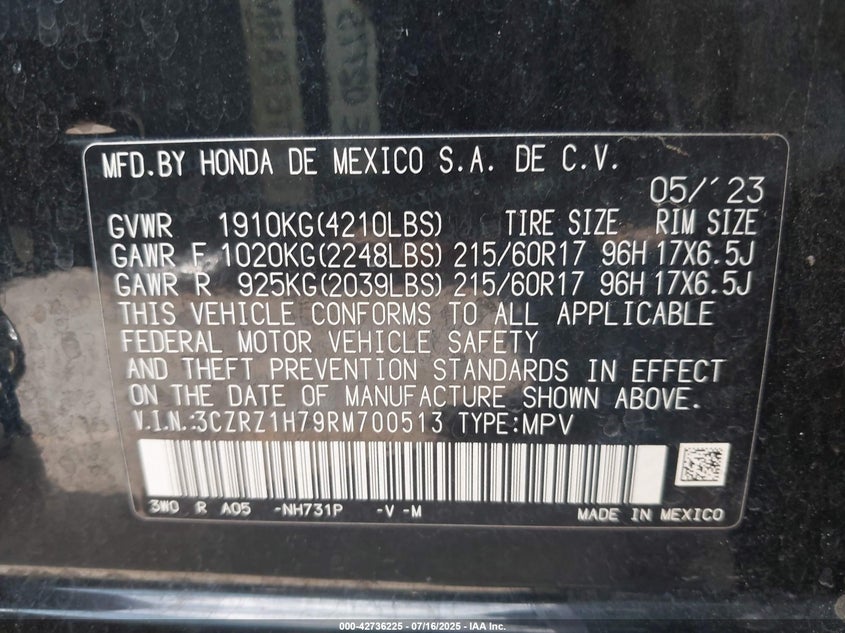 MFD.BY HONDA DE MEXICO S.A. DE C.V.
05/'23
GVWR 1910KG(4210LBS) TIRE SIZE RIM SIZE
GAWR F 1020KG(2248LBS) 215/60R17 96H 17X6.5J
GAWR R 925KG(2039LBS) 215/60R17 96H 17X6.5J
THIS VEHICLE CONFORMS TO ALL APPLICABLE
FEDERAL MOTOR VEHICLE SAFETY
AND THEFT PREVENTION STANDARDS IN EFFECT
ON THE DATE OF MANUFACTURE SHOWN ABOVE.
V.I.N.:3CZRZ1H79RM700513 TYPE:MPV
3W0 R A05 -NH731P -V -M
MADE IN MEXICO
000-42736225 - 07/16/2025 - IAA Inc.